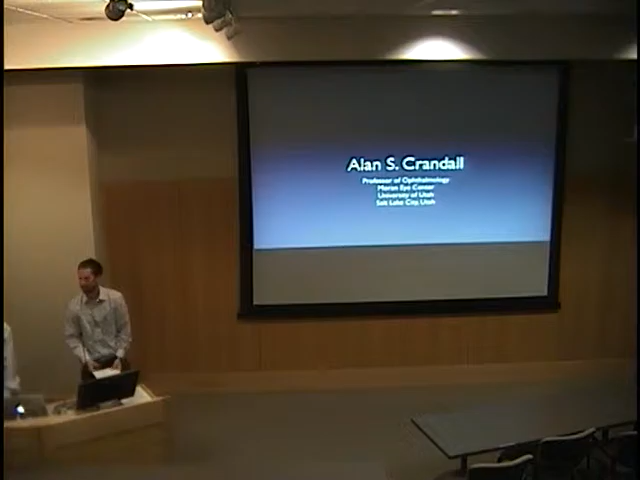 Alan S. Crandall
Professor of Ophthalmology
Moran Eye Center
University of Utah
Salt Lake City, Utah